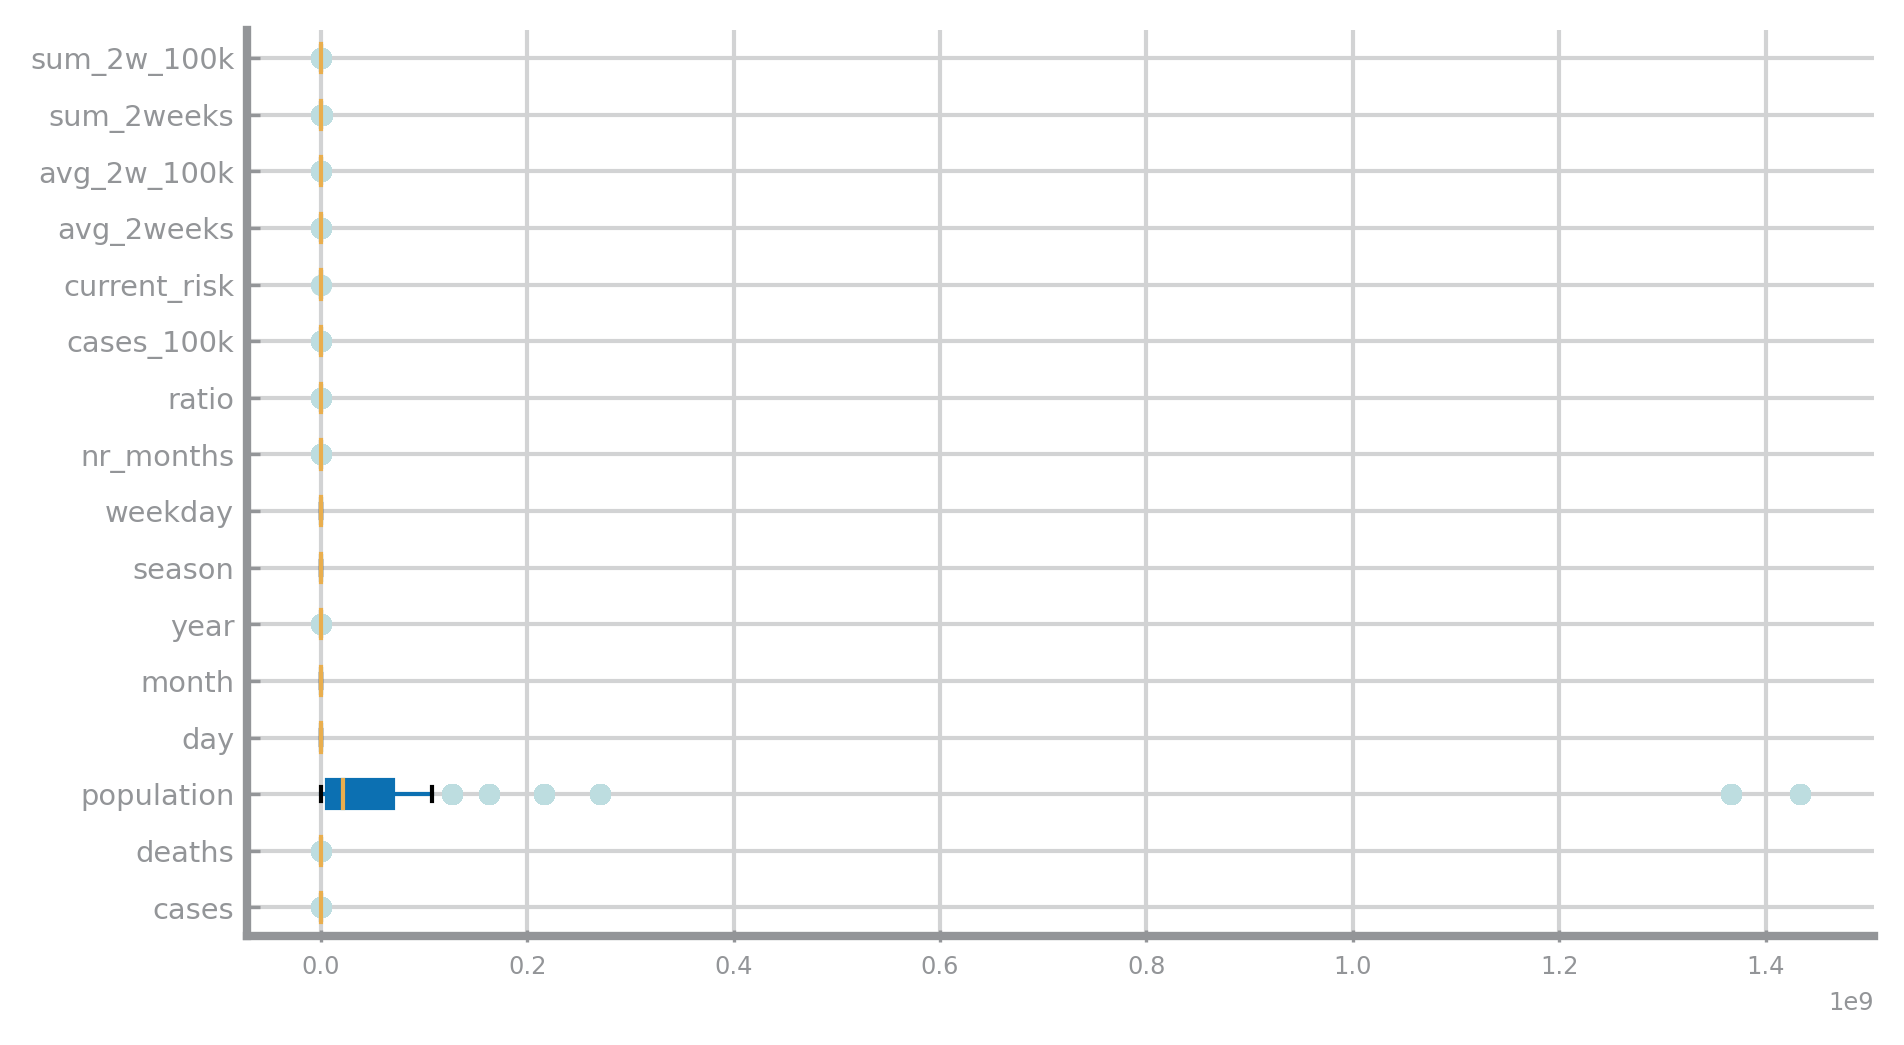 sum_2w_100k
sum_2weeks
avg_2w_100k
avg_2weeks
current_risk
cases_100k
ratio
nr_months
weekday
season
year
month
day
population
deaths
cases
0.0 0.2 0.4 0.6 0.8 1.0 1.2 1.4
1e9